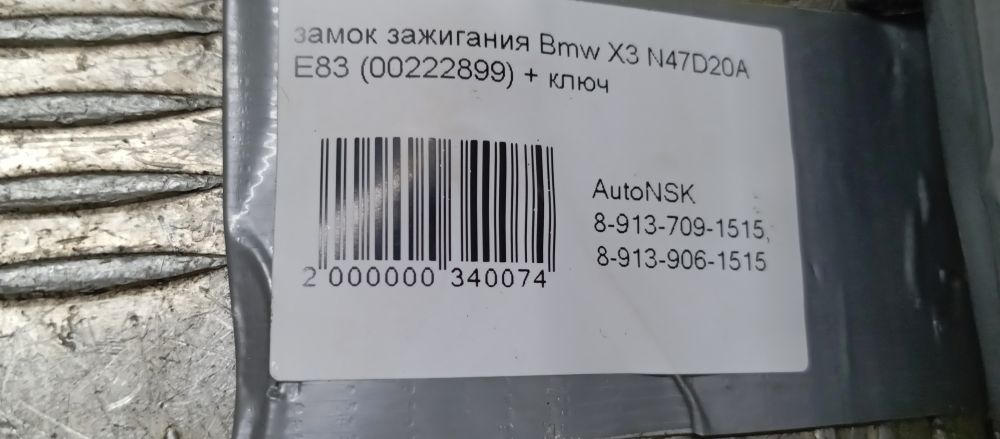 замок зажигания Bmw X3 N47D20A
E83 (00222899) + ключ
AutoNSK
8-913-709-1515,
8-913-906-1515
2 000000 340074